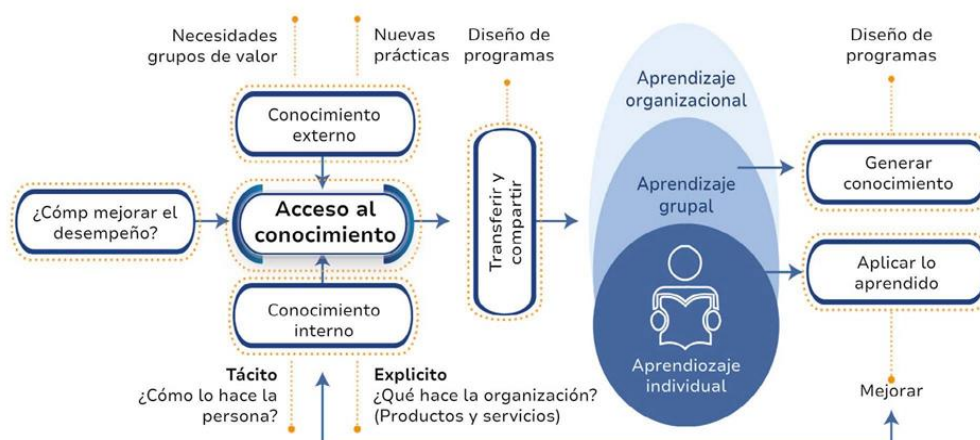 Necesidades
grupos de valor
Nuevas
prácticas
Diseño de
programas
Diseño de
programas
Conocimiento
externo
¿Cómp mejorar el
desempeño?
Acceso al
conocimiento
Conocimiento
interno
Tácito
¿Cómo lo hace la
persona?
Explicito
¿Qué hace la organización?
(Productos y servicios)
Transferir y
compartir
Aprendizaje
organizacional
Aprendizaje
grupal
Aprendiozaje
individual
Generar
conocimiento
Aplicar lo
aprendido
Mejorar